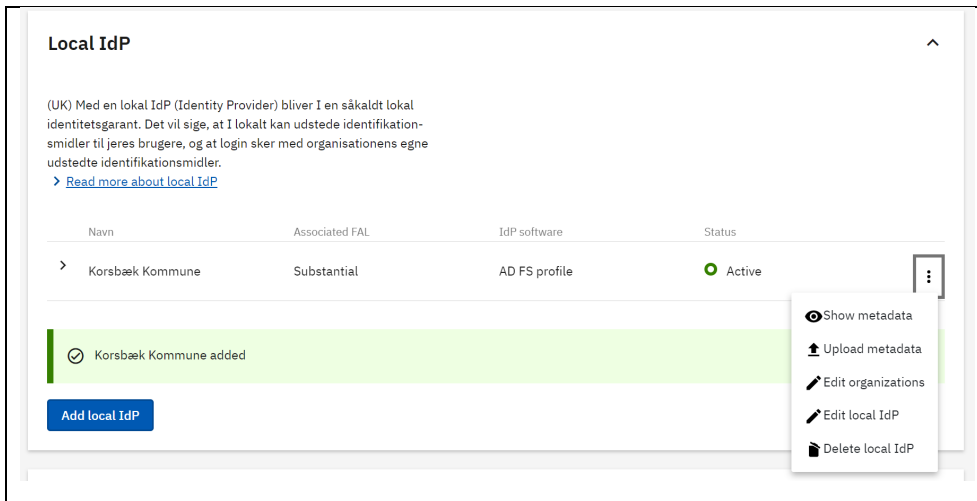 Local IdP
(UK) Med en lokal IdP (Identity Provider) bliver I en såkaldt lokal
identitetsgarant. Det vil sige, at I lokalt kan udstede identifikation-
smidler til jeres brugere, og at login sker med organisationens egne
udstedte identifikationsmidler.
Read more about local IdP
Navn Associated FAL IdP software Status
Korsbæk Kommune Substantial AD FS profile Active
Show metadata
Upload metadata
Korsbæk Kommune added
Edit organizations
Edit local IdP
Add local IdP
Delete local IdP